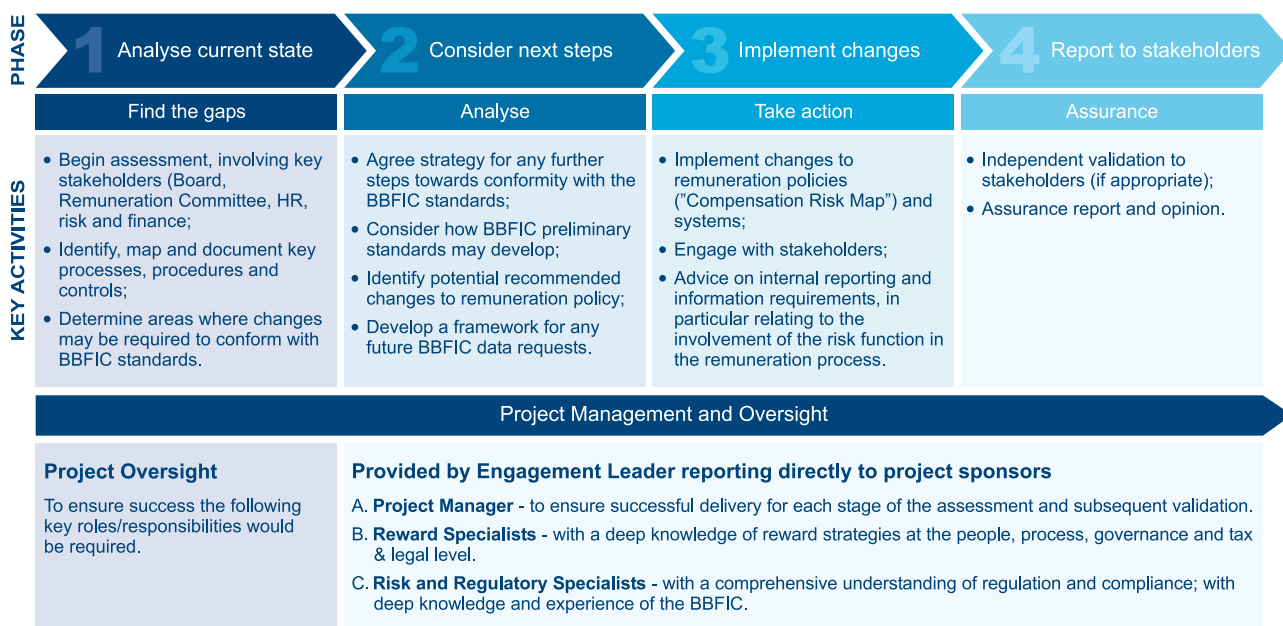 PHASE
1 Analyse current state
2 Consider next steps
3 Implement changes
4 Report to stakeholders
Find the gaps
Analyse
Take action
Assurance
KEY ACTIVITIES
• Begin assessment, involving key
stakeholders (Board,
Remuneration Committee, HR,
risk and finance;
• Identify, map and document key
processes, procedures and
controls;
• Determine areas where changes
may be required to conform with
BBFIC standards.
• Agree strategy for any further
steps towards conformity with the
BBFIC standards;
• Consider how BBFIC preliminary
standards may develop;
• Identify potential recommended
changes to remuneration policy;
• Develop a framework for any
future BBFIC data requests.
• Implement changes to
remuneration policies
("Compensation Risk Map") and
systems;
• Engage with stakeholders;
• Advice on internal reporting and
information requirements, in
particular relating to the
involvement of the risk function in
the remuneration process.
• Independent validation to
stakeholders (if appropriate);
• Assurance report and opinion.
Project Management and Oversight
Project Oversight
To ensure success the following
key roles/responsibilities would
be required.
Provided by Engagement Leader reporting directly to project sponsors
A. Project Manager - to ensure successful delivery for each stage of the assessment and subsequent validation.
B. Reward Specialists - with a deep knowledge of reward strategies at the people, process, governance and tax
& legal level.
C. Risk and Regulatory Specialists - with a comprehensive understanding of regulation and compliance; with
deep knowledge and experience of the BBFIC.